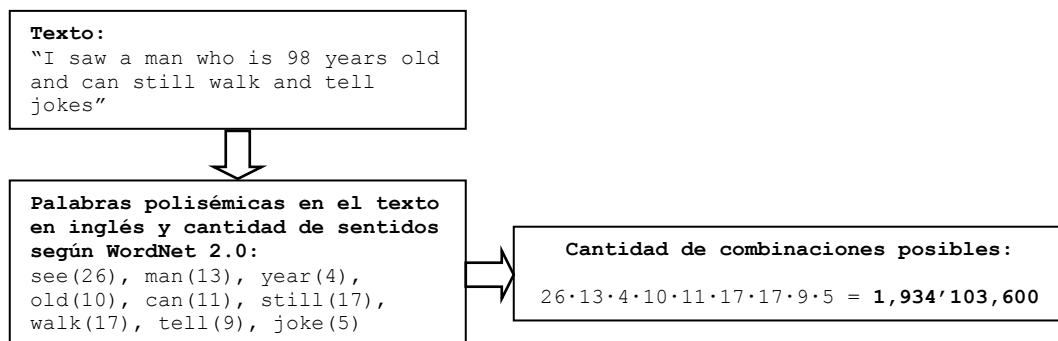 Texto:
“I saw a man who is 98 years old
and can still walk and tell
jokes”
Palabras polisémicas en el texto
en inglés y cantidad de sentidos
según WordNet 2.0:
see(26), man(13), year(4),
old(10), can(11), still(17),
walk(17), tell(9), joke(5)
Cantidad de combinaciones posibles:
26·13·4·10·11·17·17·9·5 = 1,934’103,600